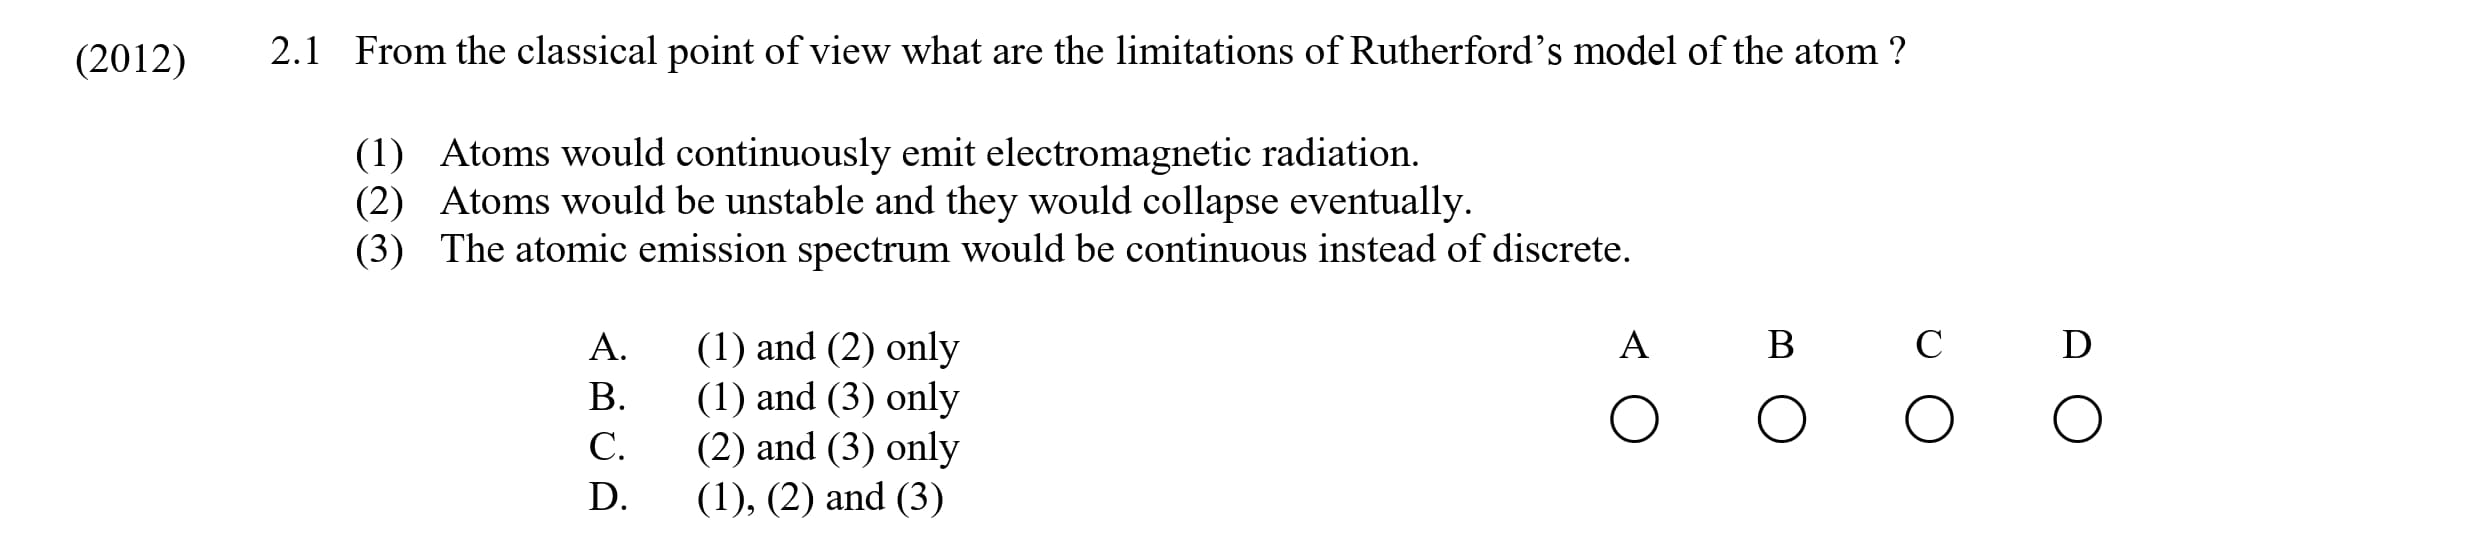 (2012) 2.1 From the classical point of view what are the limitations of Rutherford’s model of the atom ?
(1) Atoms would continuously emit electromagnetic radiation.
(2) Atoms would be unstable and they would collapse eventually.
(3) The atomic emission spectrum would be continuous instead of discrete.
A. (1) and (2) only A B C D
B. (1) and (3) only
C. (2) and (3) only
D. (1), (2) and (3)